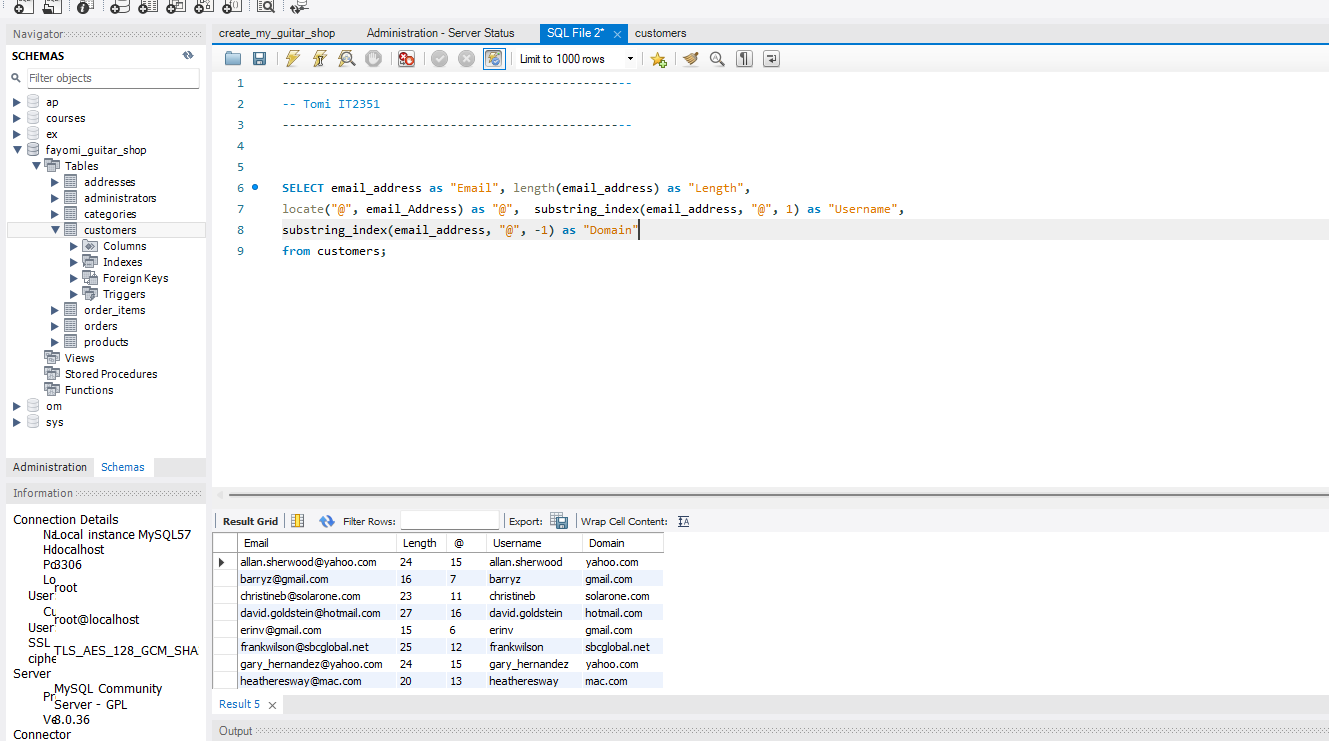 Navigator
create_my_guitar_shop
Administration - Server Status
SQL File 2*
customers
SCHEMAS
Filter objects
Limit to 1000 rows
ap
courses
ex
fayomi_guitar_shop
Tables
addresses
administrators
categories
customers
Columns
Indexes
Foreign Keys
Triggers
order_items
orders
products
Views
Stored Procedures
Functions
om
sys
Administration
Schemas
Information
Connection Details
Local instance MySQL57
localhost
3306
root
User
root@localhost
User
SSL
TLS_AES_128_GCM_SHA
ciphe
Server
MySQL Community
Server - GPL
8.0.36
Connector
1 --------------------------------------------------
2 -- Tomi IT2351
3 --------------------------------------------------
4
5
6 SELECT email_address as "Email", length(email_address) as "Length",
7 locate("@", email_Address) as "@",  substring_index(email_address, "@", 1) as "Username",
8 substring_index(email_address, "@", -1) as "Domain"
9 from customers;
Result Grid
Filter Rows:
Export:
Wrap Cell Content:
Email Length @ Username Domain
allan.sherwood@yahoo.com 24 15 allan.sherwood yahoo.com
barryz@gmail.com 16 7 barryz gmail.com
christineb@solarone.com 23 11 christineb solarone.com
david.goldstein@hotmail.com 27 16 david.goldstein hotmail.com
erinv@gmail.com 15 6 erinv gmail.com
frankwilson@sbcglobal.net 25 12 frankwilson sbcglobal.net
gary_hernandez@yahoo.com 24 15 gary_hernandez yahoo.com
heatheresway@mac.com 20 13 heatheresway mac.com
Result 5
Output